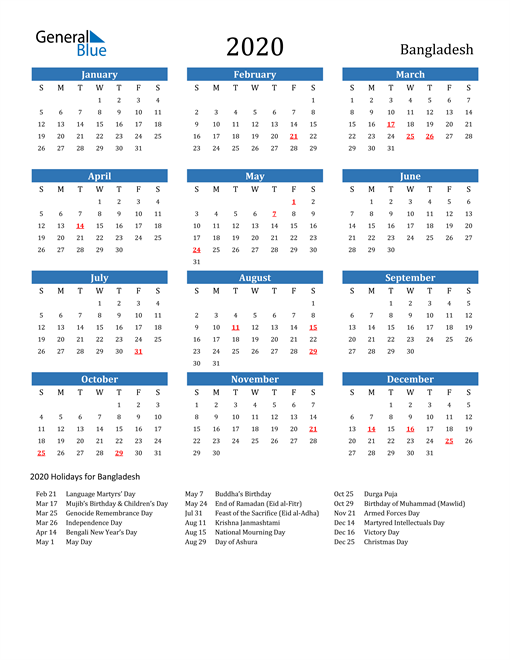 General
Blue
2020
Bangladesh
January February March
S M T W T F S S M T W T F S S M T W T F S
1 2 3 4 1 1 2 3 4 5 6 7
5 6 7 8 9 10 11 2 3 4 5 6 7 8 8 9 10 11 12 13 14
12 13 14 15 16 17 18 9 10 11 12 13 14 15 15 16 17 18 19 20 21
19 20 21 22 23 24 25 16 17 18 19 20 21 22 22 23 24 25 26 27 28
26 27 28 29 30 31 23 24 25 26 27 28 29 29 30 31
April May June
S M T W T F S S M T W T F S S M T W T F S
1 2 3 4 1 2 1 2 3 4 5 6
5 6 7 8 9 10 11 3 4 5 6 7 8 9 7 8 9 10 11 12 13
12 13 14 15 16 17 18 10 11 12 13 14 15 16 14 15 16 17 18 19 20
19 20 21 22 23 24 25 17 18 19 20 21 22 23 21 22 23 24 25 26 27
26 27 28 29 30 24 25 26 27 28 29 30 28 29 30
31
July August September
S M T W T F S S M T W T F S S M T W T F S
1 2 3 4 1 1 2 3 4 5
5 6 7 8 9 10 11 2 3 4 5 6 7 8 6 7 8 9 10 11 12
12 13 14 15 16 17 18 9 10 11 12 13 14 15 13 14 15 16 17 18 19
19 20 21 22 23 24 25 16 17 18 19 20 21 22 20 21 22 23 24 25 26
26 27 28 29 30 31 23 24 25 26 27 28 29 27 28 29 30
30 31
October November December
S M T W T F S S M T W T F S S M T W T F S
1 2 3 1 2 3 4 5 6 7 1 2 3 4 5
4 5 6 7 8 9 10 8 9 10 11 12 13 14 6 7 8 9 10 11 12
11 12 13 14 15 16 17 15 16 17 18 19 20 21 13 14 15 16 17 18 19
18 19 20 21 22 23 24 22 23 24 25 26 27 28 20 21 22 23 24 25 26
25 26 27 28 29 30 31 29 30 27 28 29 30 31
2020 Holidays for Bangladesh
Feb 21 Language Martyrs' Day
Mar 17 Mujib's Birthday & Children's Day
Mar 25 Genocide Remembrance Day
Mar 26 Independence Day
Apr 14 Bengali New Year's Day
May 1 May Day
May 7 Buddha's Birthday
May 24 End of Ramadan (Eid al-Fitr)
Jul 31 Feast of the Sacrifice (Eid al-Adha)
Aug 11 Krishna Janmashtami
Aug 15 National Mourning Day
Aug 29 Day of Ashura
Oct 25 Durga Puja
Oct 29 Birthday of Muhammad (Mawlid)
Nov 21 Armed Forces Day
Dec 14 Martyred Intellectuals Day
Dec 16 Victory Day
Dec 25 Christmas Day